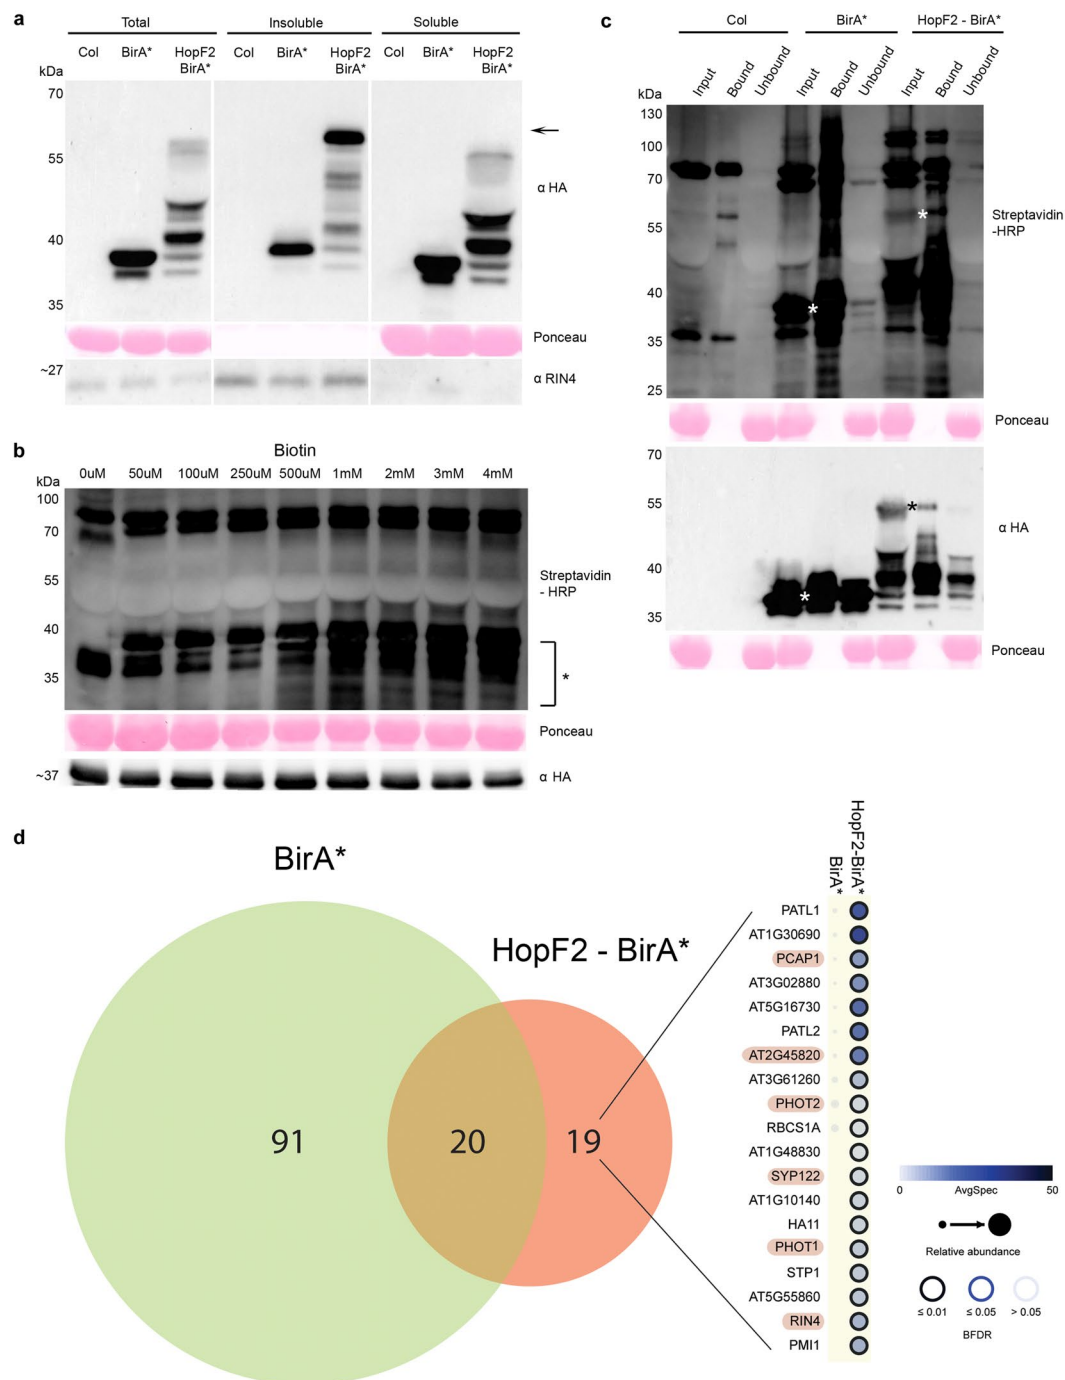 a
Total
Insoluble
Soluble
Col
BirA*
HopF2
BirA*
Col
BirA*
HopF2
BirA*
Col
BirA*
HopF2
BirA*
kDa
70
55
40
35
α HA
Ponceau
~27
α RIN4
b
Biotin
kDa
0uM
50uM
100uM
250uM
500uM
1mM
2mM
3mM
4mM
100
70
55
40
35
Streptavidin
- HRP
*
Ponceau
~37
α HA
c
Col
BirA*
HopF2 - BirA*
Input
Bound
Unbound
Input
Bound
Unbound
Input
Bound
Unbound
kDa
130
100
70
55
40
35
25
*
*
Streptavidin
-HRP
Ponceau
70
55
40
35
*
*
α HA
Ponceau
d
BirA*
HopF2 - BirA*
91
20
19
BirA*
HopF2-BirA*
PATL1
AT1G30690
PCAP1
AT3G02880
AT5G16730
PATL2
AT2G45820
AT3G61260
PHOT2
RBCS1A
AT1G48830
SYP122
AT1G10140
HA11
PHOT1
STP1
AT5G55860
RIN4
PMI1
0
AvgSpec
50
Relative abundance
≤ 0.01
≤ 0.05
> 0.05
BFDR